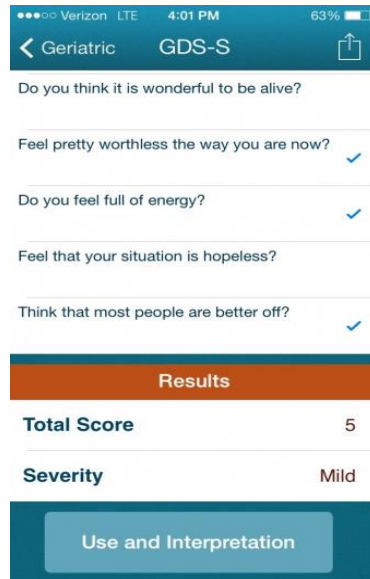 Verizon LTE 4:01 PM 63%
Geriatric GDS-S
Do you think it is wonderful to be alive?
Feel pretty worthless the way you are now?
Do you feel full of energy?
Feel that your situation is hopeless?
Think that most people are better off?
Results
Total Score 5
Severity Mild
Use and Interpretation